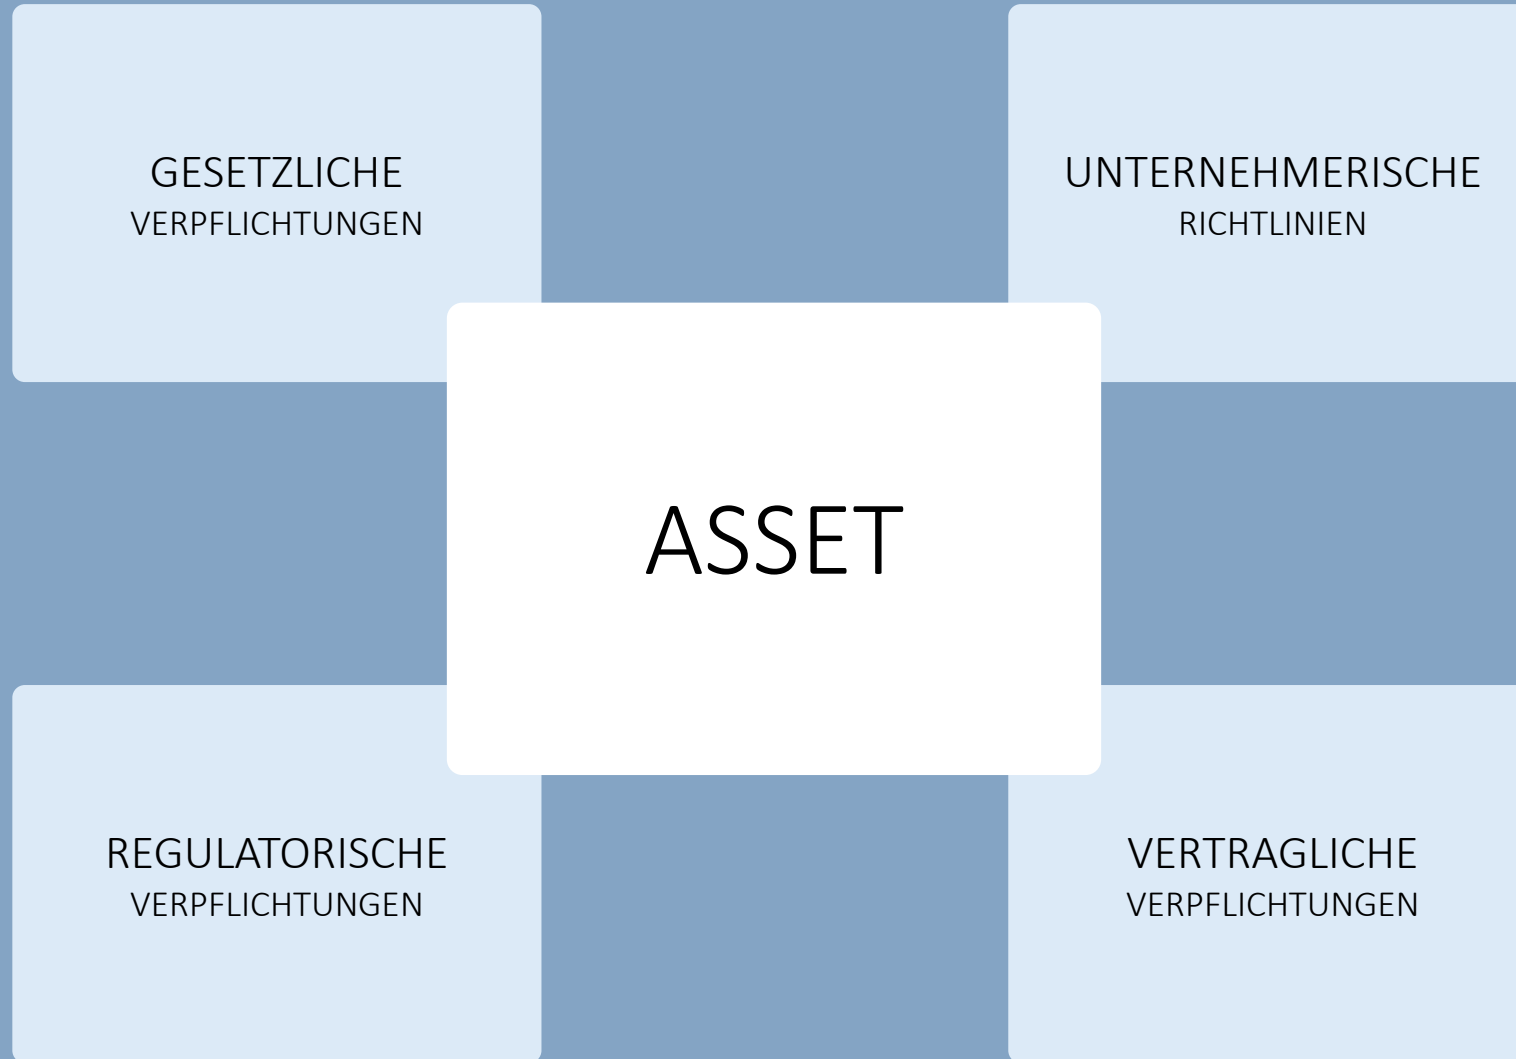 GESETZLICHE
VERPFLICHTUNGEN
UNTERNEHMERISCHE
RICHTLINIEN
ASSET
REGULATORISCHE
VERPFLICHTUNGEN
VERTRAGLICHE
VERPFLICHTUNGEN